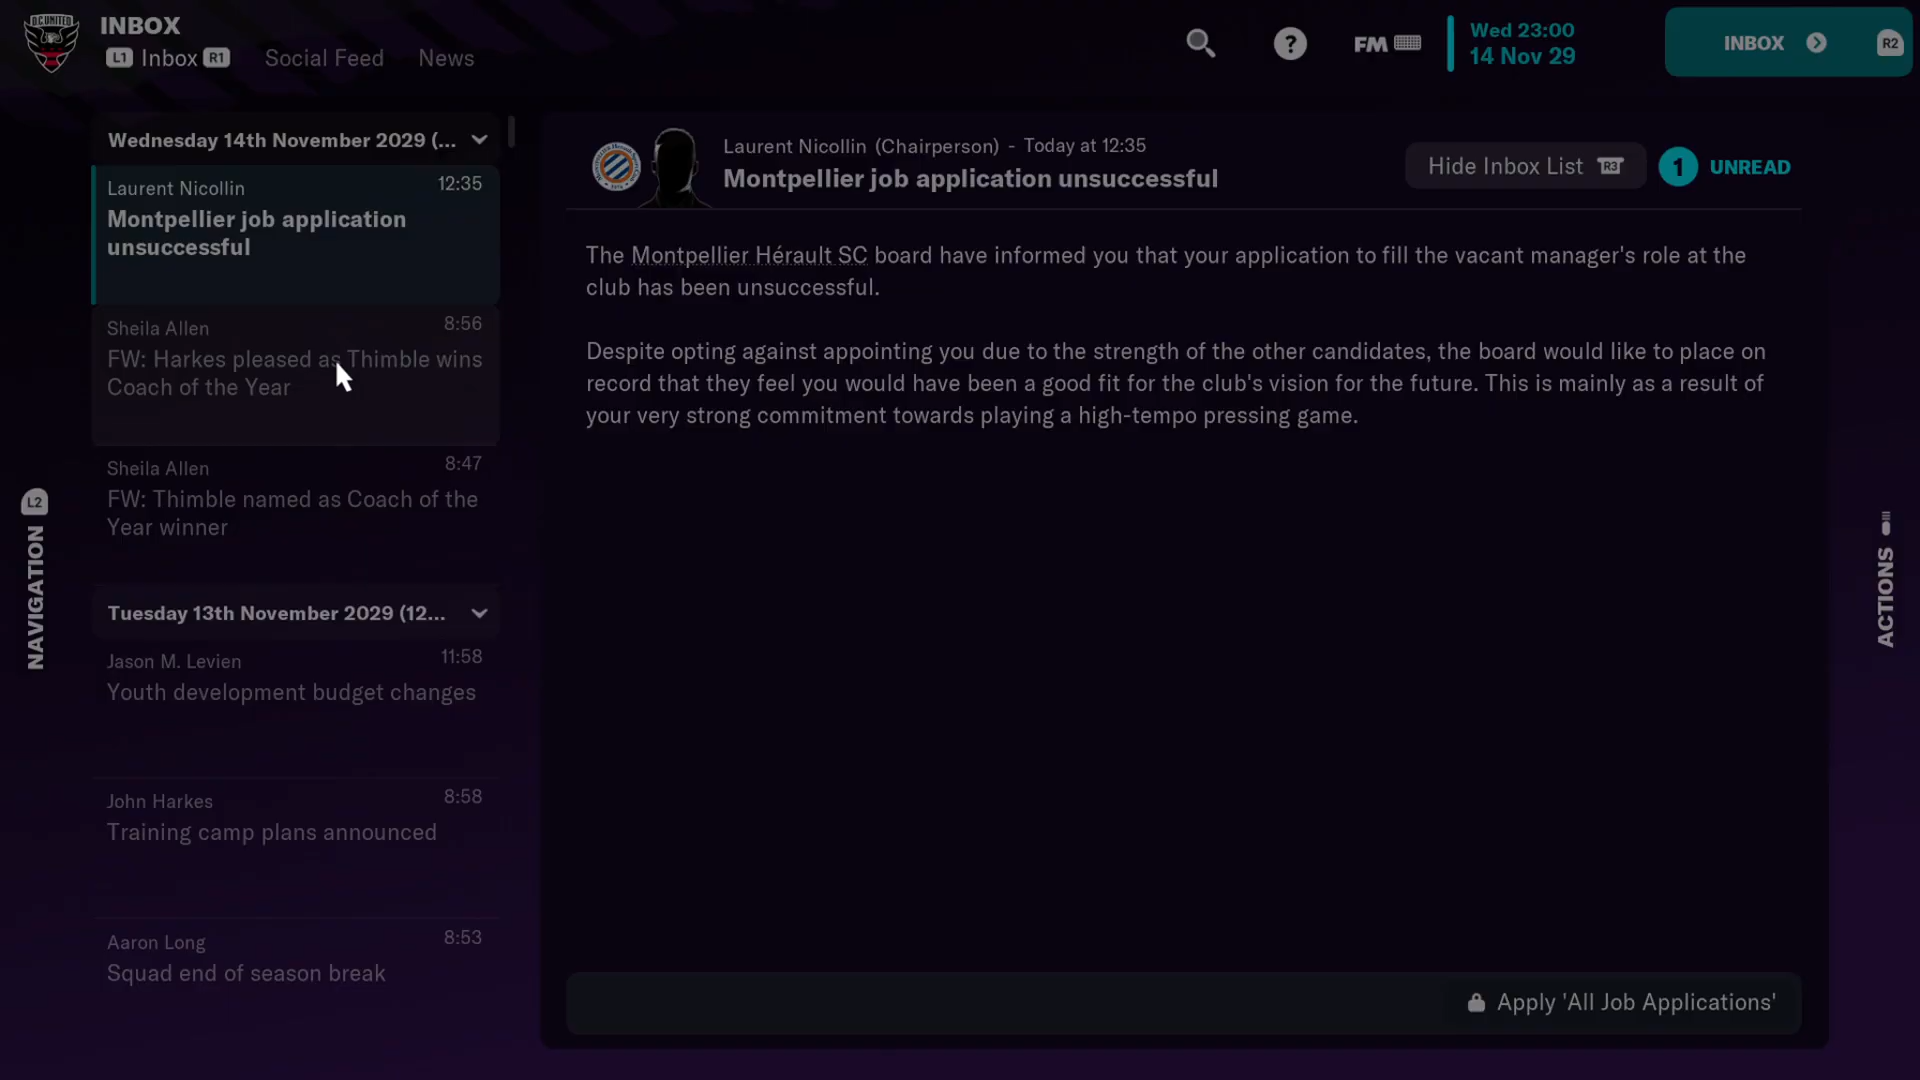 D.C. UNITED
INBOX
L1 Inbox R1 Social Feed News
? FM Wed 23:00
14 Nov 29
INBOX R2
Wednesday 14th November 2029 (...
Laurent Nicollin 12:35
Montpellier job application
unsuccessful
Sheila Allen 8:56
FW: Harkes pleased as Thimble wins
Coach of the Year
Sheila Allen 8:47
FW: Thimble named as Coach of the
Year winner
Tuesday 13th November 2029 (12...
Jason M. Levien 11:58
Youth development budget changes
John Harkes 8:58
Training camp plans announced
Aaron Long 8:53
Squad end of season break
L2
NAVIGATION
Laurent Nicollin (Chairperson) - Today at 12:35
Montpellier job application unsuccessful
Hide Inbox List R3 1 UNREAD
The Montpellier Hérault SC board have informed you that your application to fill the vacant manager's role at the
club has been unsuccessful.
Despite opting against appointing you due to the strength of the other candidates, the board would like to place on
record that they feel you would have been a good fit for the club's vision for the future. This is mainly as a result of
your very strong commitment towards playing a high-tempo pressing game.
Apply 'All Job Applications'
ACTIONS